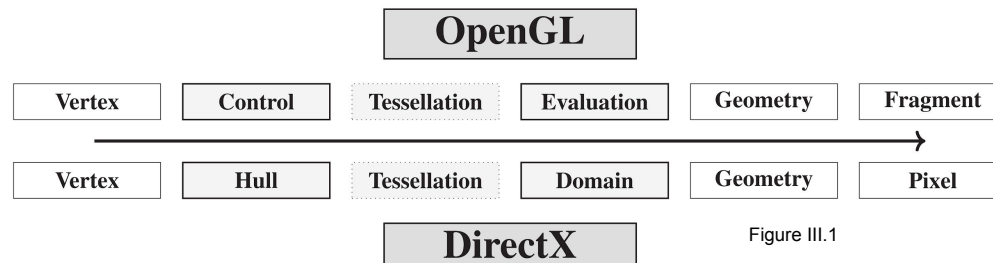 OpenGL
Vertex Control Tessellation Evaluation Geometry Fragment
Vertex Hull Tessellation Domain Geometry Pixel
DirectX
Figure III.1